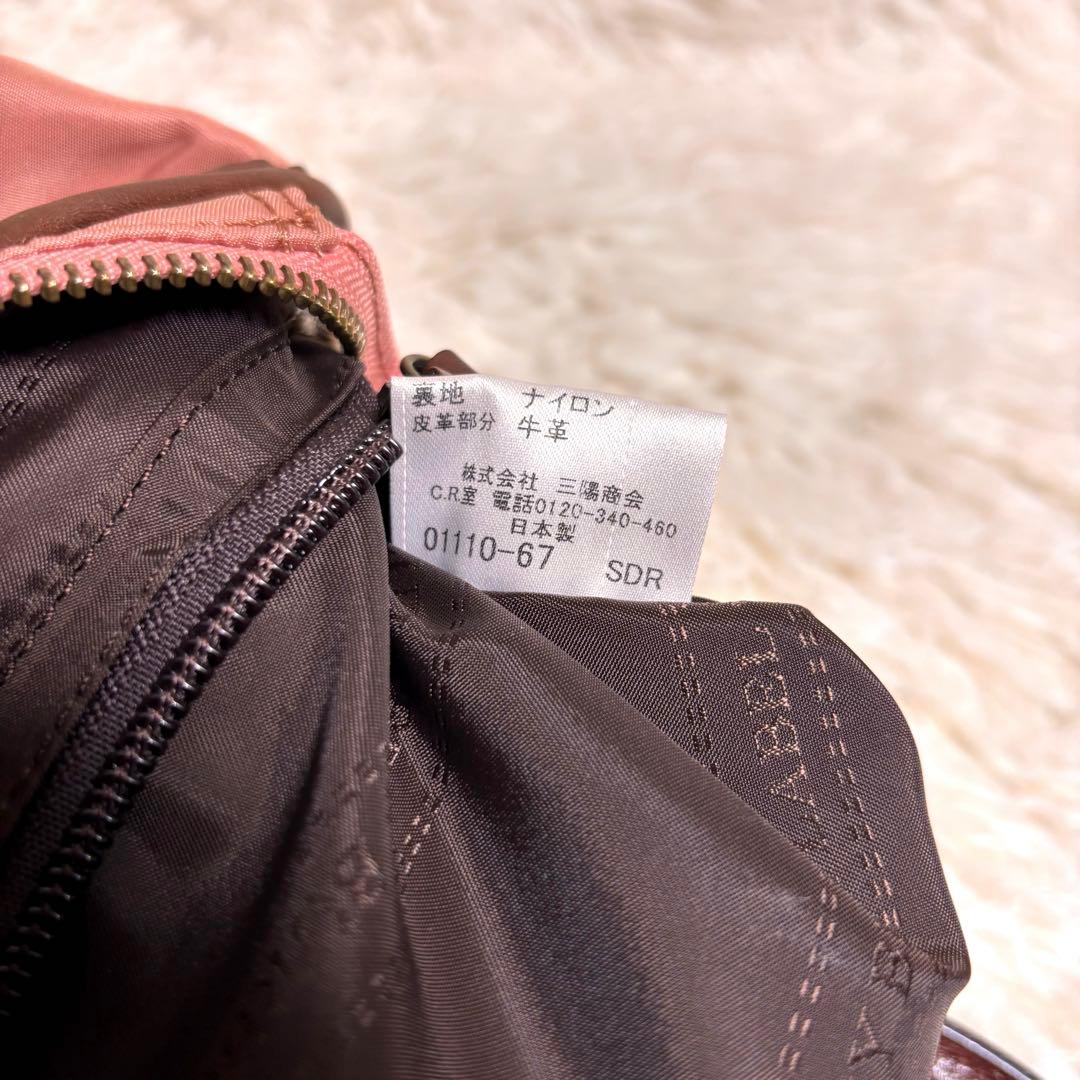 裏地 ナイロン
皮革部分 牛革
株式会社 三陽商会
C.R室 電話0120-340-460
日本製
01110-67 SDR
ABEL